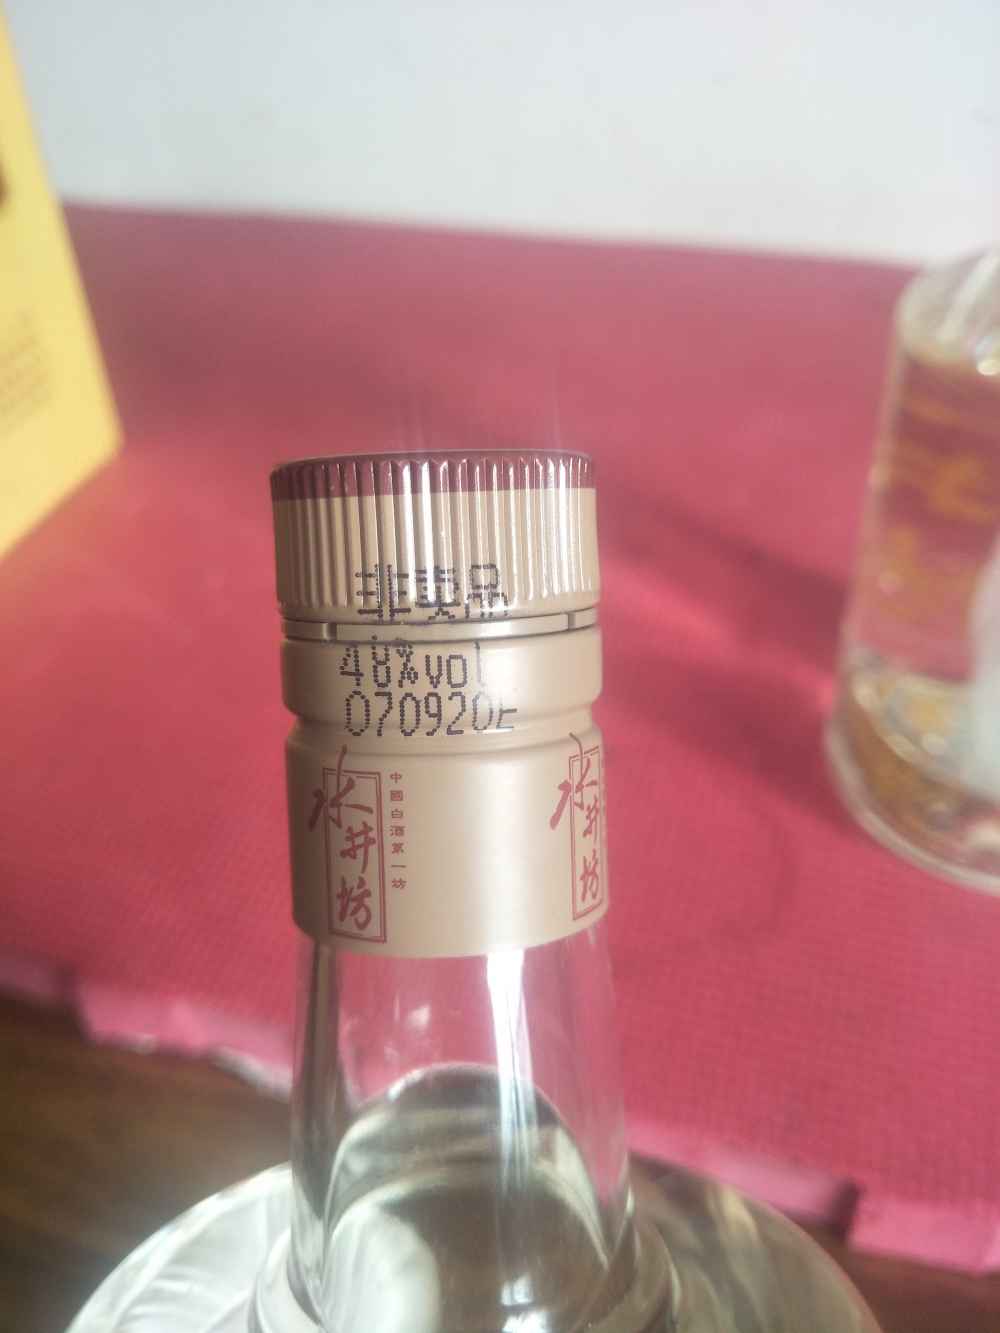 非卖品
48%vol
070920E
水井坊
中國白酒第一坊
水井坊